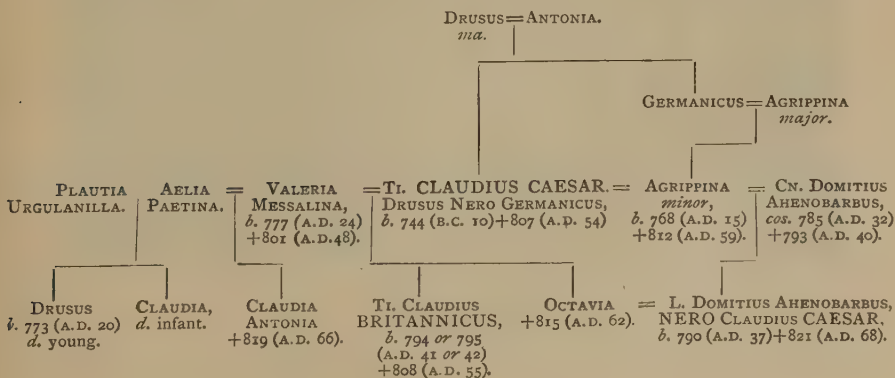 DRUSUS = ANTONIA.
ma.
GERMANICUS = AGRIPPINA
major.
PLAUTIA
URGULANILLA.
AELIA =
PAETINA.
VALERIA
MESSALINA,
b. 777 (A.D. 24)
+801 (A.D.48).
=TI. CLAUDIUS CAESAR. =
DRUSUS NERO GERMANICUS,
b. 744 (B.C. 10)+807 (A.D. 54)
AGRIPPINA =
minor,
b. 768 (A.D. 15)
+812 (A.D. 59).
CN. DOMITIUS
AHENOBARBUS,
cos. 785 (A.D. 32)
+793 (A.D. 40).
DRUSUS
b. 773 (A.D. 20)
d. young.
CLAUDIA,
d. infant.
CLAUDIA
ANTONIA
+819 (A.D. 66).
TI. CLAUDIUS
BRITANNICUS,
b. 794 or 795
(A.D. 41 or 42)
+808 (A.D. 55).
OCTAVIA =
+815 (A.D. 62).
L. DOMITIUS AHENOBARBUS,
NERO CLAUDIUS CAESAR,
b. 790 (A.D. 37)+821 (A.D. 68).